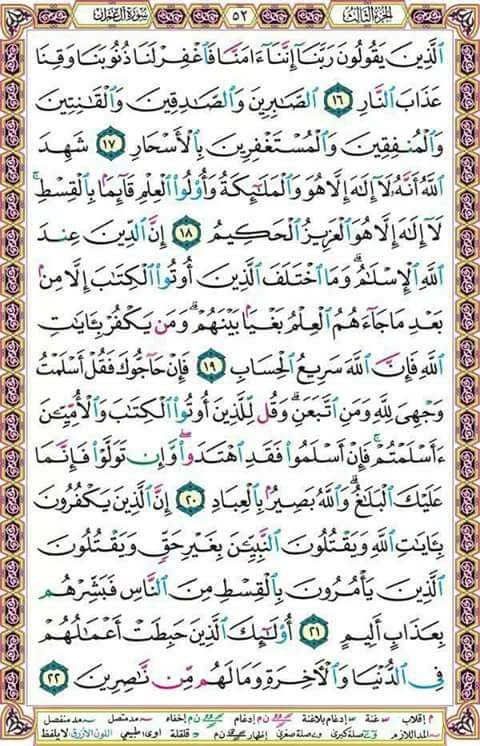 سورة آل عمران ٥٢ الجزء الثالث
ٱلَّذِينَ يَقُولُونَ رَبَّنَآ إِنَّنَآ ءَامَنَّا فَٱغْفِرْ لَنَا ذُنُوبَنَا وَقِنَا
عَذَابَ ٱلنَّارِ ١٦ ٱلصَّٰبِرِينَ وَٱلصَّٰدِقِينَ وَٱلْقَٰنِتِينَ
وَٱلْمُنفِقِينَ وَٱلْمُسْتَغْفِرِينَ بِٱلْأَسْحَارِ ١٧ شَهِدَ
ٱللَّهُ أَنَّهُۥ لَآ إِلَٰهَ إِلَّا هُوَ وَٱلْمَلَٰٓئِكَةُ وَأُو۟لُوا۟ ٱلْعِلْمِ قَآئِمًۢا بِٱلْقِسْطِ ۚ
لَآ إِلَٰهَ إِلَّا هُوَ ٱلْعَزِيزُ ٱلْحَكِيمُ ١٨ إِنَّ ٱلدِّينَ عِندَ
ٱللَّهِ ٱلْإِسْلَٰمُ ۗ وَمَا ٱخْتَلَفَ ٱلَّذِينَ أُوتُوا۟ ٱلْكِتَٰبَ إِلَّا مِنۢ
بَعْدِ مَا جَآءَهُمُ ٱلْعِلْمُ بَغْيًۢا بَيْنَهُمْ ۗ وَمَن يَكْفُرْ بِـَٔايَٰتِ
ٱللَّهِ فَإِنَّ ٱللَّهَ سَرِيعُ ٱلْحِسَابِ ١٩ فَإِنْ حَآجُّوكَ فَقُلْ أَسْلَمْتُ
وَجْهِىَ لِلَّهِ وَمَنِ ٱتَّبَعَنِ ۗ وَقُل لِّلَّذِينَ أُوتُوا۟ ٱلْكِتَٰبَ وَٱلْأُمِّيِّـۧنَ
ءَأَسْلَمْتُمْ ۚ فَإِنْ أَسْلَمُوا۟ فَقَدِ ٱهْتَدَوا۟ ۖ وَّإِن تَوَلَّوْا۟ فَإِنَّمَا
عَلَيْكَ ٱلْبَلَٰغُ ۗ وَٱللَّهُ بَصِيرٌۢ بِٱلْعِبَادِ ٢٠ إِنَّ ٱلَّذِينَ يَكْفُرُونَ
بِـَٔايَٰتِ ٱللَّهِ وَيَقْتُلُونَ ٱلنَّبِيِّـۧنَ بِغَيْرِ حَقٍّ وَيَقْتُلُونَ
ٱلَّذِينَ يَأْمُرُونَ بِٱلْقِسْطِ مِنَ ٱلنَّاسِ فَبَشِّرْهُم
بِعَذَابٍ أَلِيمٍ ٢١ أُو۟لَٰٓئِكَ ٱلَّذِينَ حَبِطَتْ أَعْمَٰلُهُمْ
فِى ٱلدُّنْيَا وَٱلْءَاخِرَةِ وَمَا لَهُم مِّن نَّٰصِرِينَ ٢٢
م إقلاب غنة إدغام بلاغنة ن م إدغام ن م إخفاء مد متصل مد منفصل
المد اللازم صلة كبرى وه صلة صغرى إظهار ن م قلقلة اوى: طبيعي اللون الأزرق: لا يلفظ